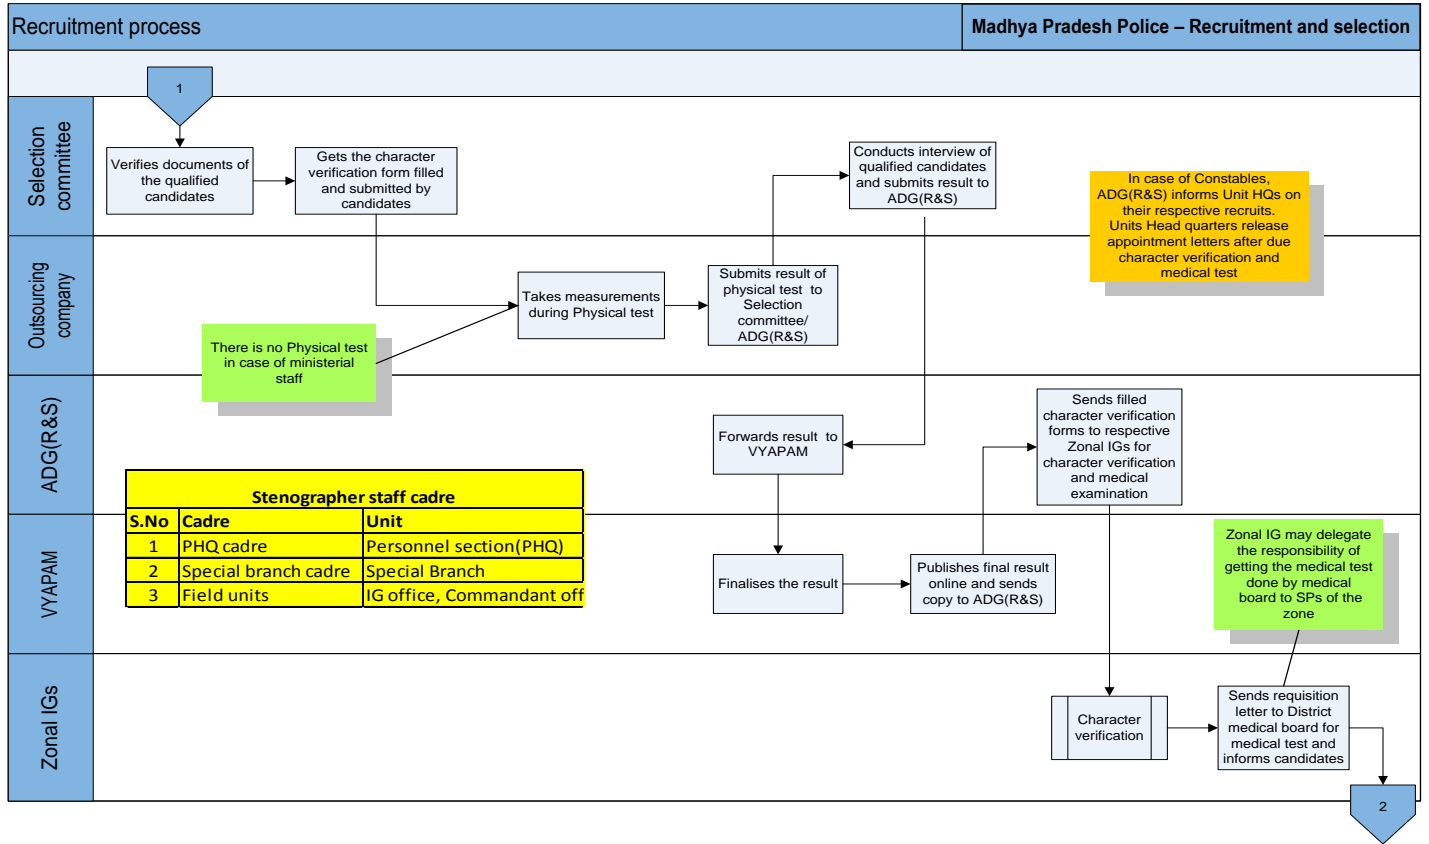 Recruitment process
Madhya Pradesh Police – Recruitment and selection
1
Selection
committee
Verifies documents of
the qualified
candidates
Gets the character
verification form filled
and submitted by
candidates
Conducts interview of
qualified candidates
and submits result to
ADG(R&S)
In case of Constables,
ADG(R&S) informs Unit HQs on
their respective recruits.
Units Head quarters release
appointment letters after due
character verification and
medical test
Outsourcing
company
Takes measurements
during Physical test
Submits result of
physical test to
Selection
committee/
ADG(R&S)
There is no Physical test
in case of ministerial
staff
ADG(R&S)
Forwards result to
VYAPAM
Sends filled
character verification
forms to respective
Zonal IGs for
character verification
and medical
examination
Stenographer staff cadre
S.No Cadre Unit
1 PHQ cadre Personnel section(PHQ)
2 Special branch cadre Special Branch
3 Field units IG office, Commandant off
VYAPAM
Finalises the result
Publishes final result
online and sends
copy to ADG(R&S)
Zonal IG may delegate
the responsibility of
getting the medical test
done by medical
board to SPs of the
zone
Zonal IGs
Character
verification
Sends requisition
letter to District
medical board for
medical test and
informs candidates
2